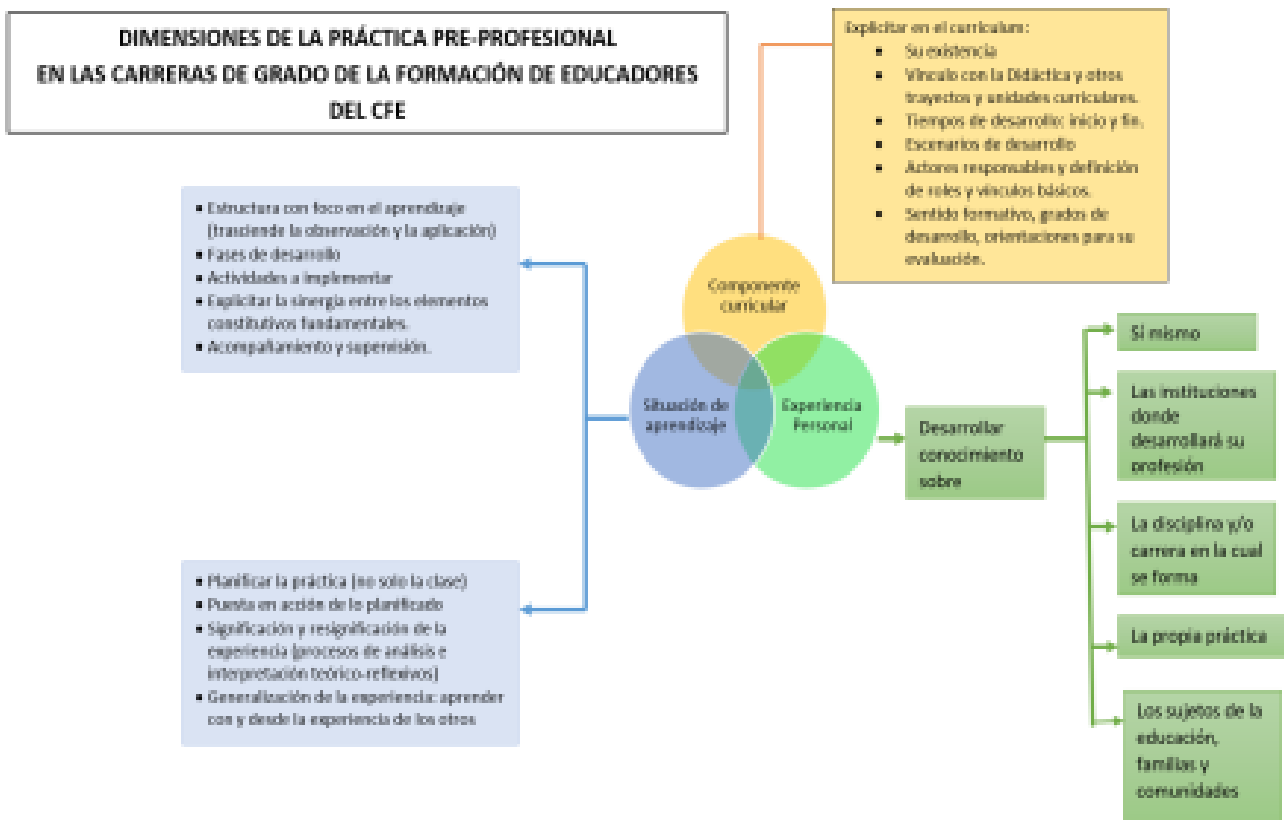 DIMENSIONES DE LA PRÁCTICA PRE-PROFESIONAL
EN LAS CARRERAS DE GRADO DE LA FORMACIÓN DE EDUCADORES
DEL CFE
Explicitar en el curriculum:
▪ Su existencia
▪ Vínculo con la Didáctica y otros
trayectos y unidades curriculares.
▪ Tiempos de desarrollo: inicio y fin.
▪ Escenarios de desarrollo
▪ Actores responsables y definición
de roles y vínculos básicos.
▪ Sentido formativo, grados de
desarrollo, orientaciones para su
evaluación.
• Estructura con foco en el aprendizaje
(trasciende la observación y la aplicación)
• Fases de desarrollo
• Actividades a implementar
• Explicitar la sinergia entre los elementos
constitutivos fundamentales.
• Acompañamiento y supervisión.
Componente
curricular
Situación de
aprendizaje
Experiencia
Personal
Desarrollar
conocimiento
sobre
Sí mismo
Las instituciones
donde
desarrollará su
profesión
La disciplina y/o
carrera en la cual
se forma
La propia práctica
Los sujetos de la
educación,
familias y
comunidades
• Planificar la práctica (no solo la clase)
• Puesta en acción de lo planificado
• Significación y resignificación de la
experiencia (procesos de análisis e
interpretación teórico-reflexivos)
• Generalización de la experiencia: aprender
con y desde la experiencia de los otros